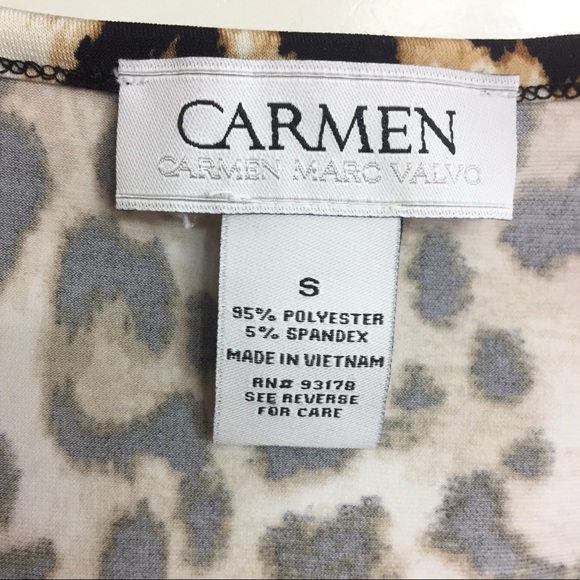 CARMEN
CARMEN MARC VALVO
S
95% POLYESTER
5% SPANDEX
MADE IN VIETNAM
RN# 93178
SEE REVERSE
FOR CARE